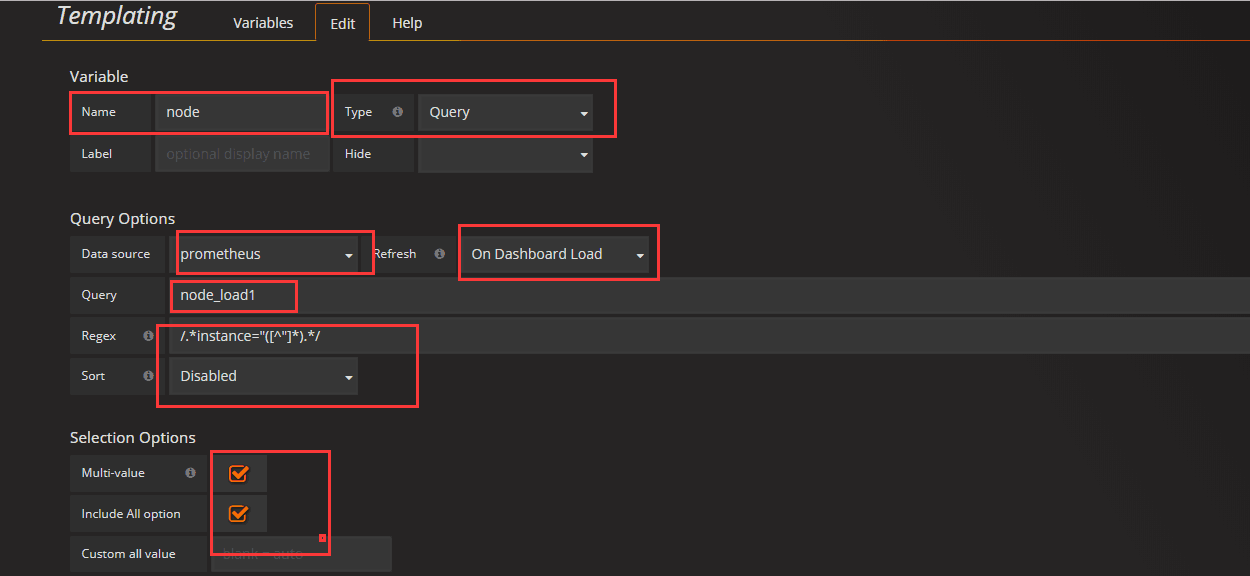 Templating Variables Edit Help
Variable
Name node Type Query
Label optional display name Hide
Query Options
Data source prometheus Refresh On Dashboard Load
Query node_load1
Regex /.*instance="([^"]*).*/
Sort Disabled
Selection Options
Multi-value
Include All option
Custom all value blank = auto